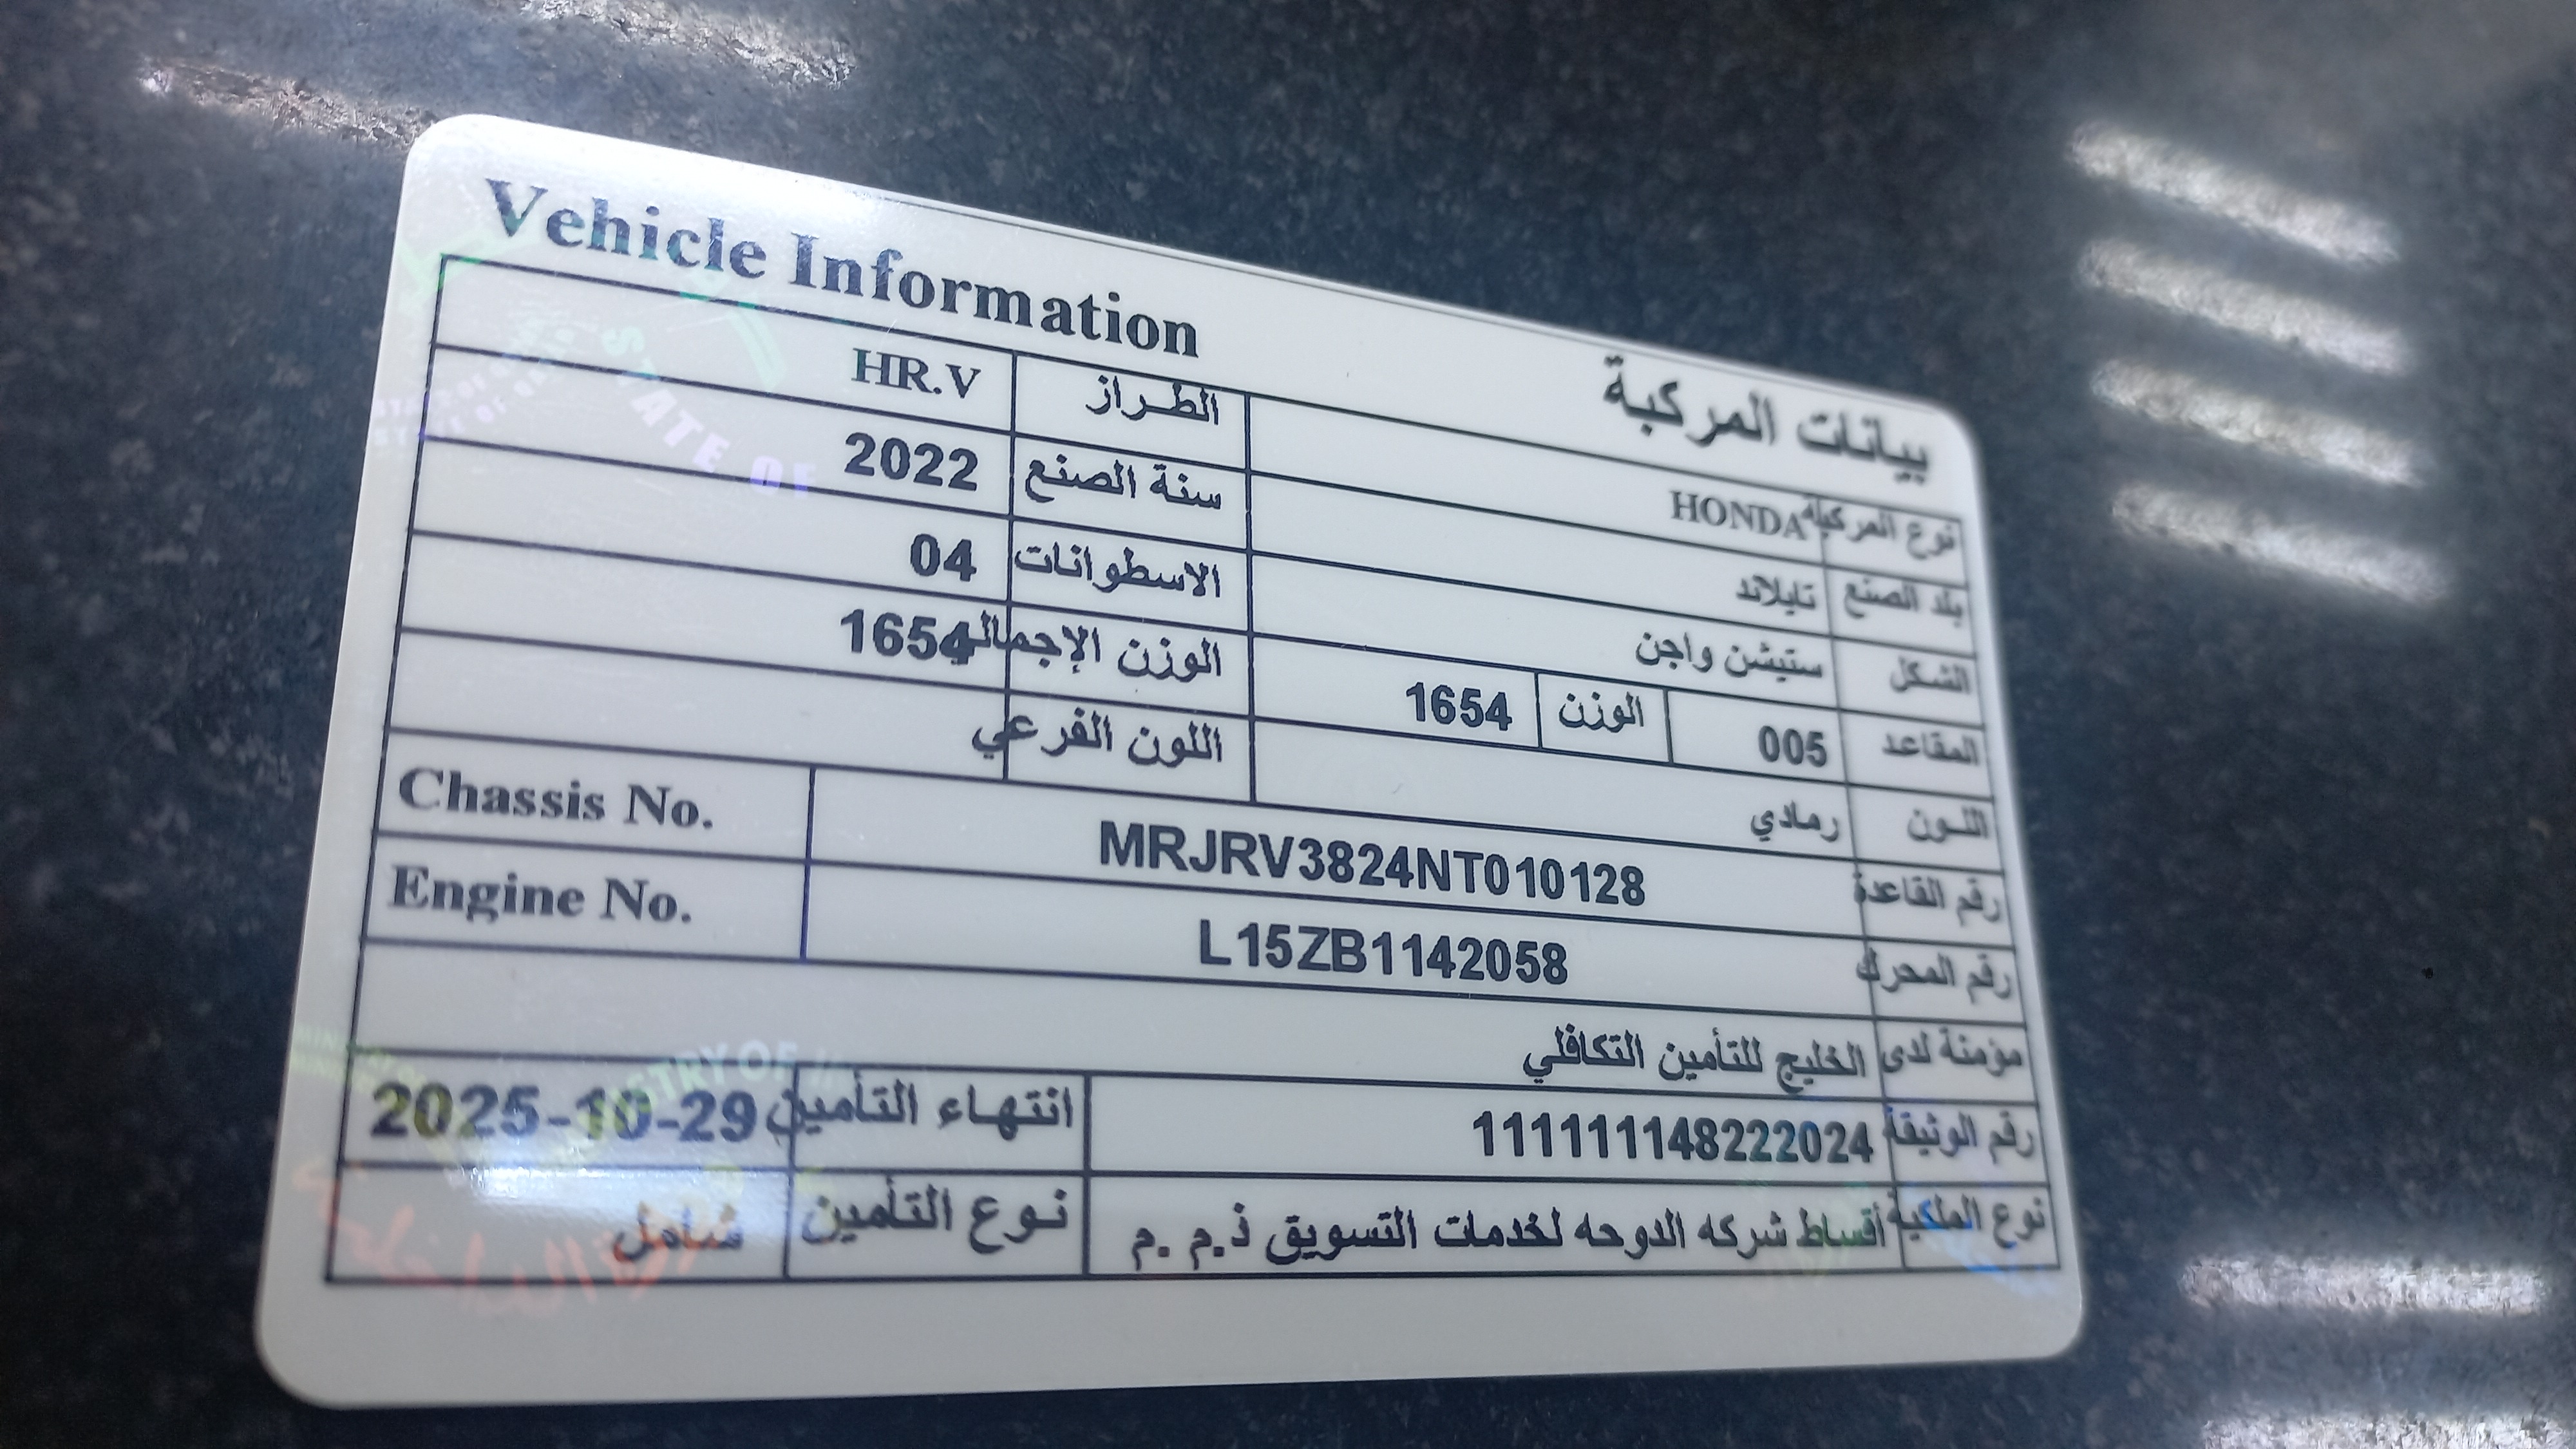 Vehicle Information بيانات المركبة
نوع المركبة HONDA الطراز HR.V
بلد الصنع تايلاند سنة الصنع 2022
الشكل ستيشن واجن الاسطوانات 04
المقاعد 005 الوزن 1654 الوزن الإجمالي 1654
اللون رمادي اللون الفرعي
رقم القاعدة MRJRV3824NT010128 Chassis No.
رقم المحرك L15ZB1142058 Engine No.
مؤمنة لدى الخليج للتأمين التكافلي
رقم الوثيقة 1111111482222024 انتهاء التأمين 2025-10-29
نوع الملكية اقساط شركه الدوحه لخدمات التسويق ذ.م.م نوع التأمين شامل
STATE OF